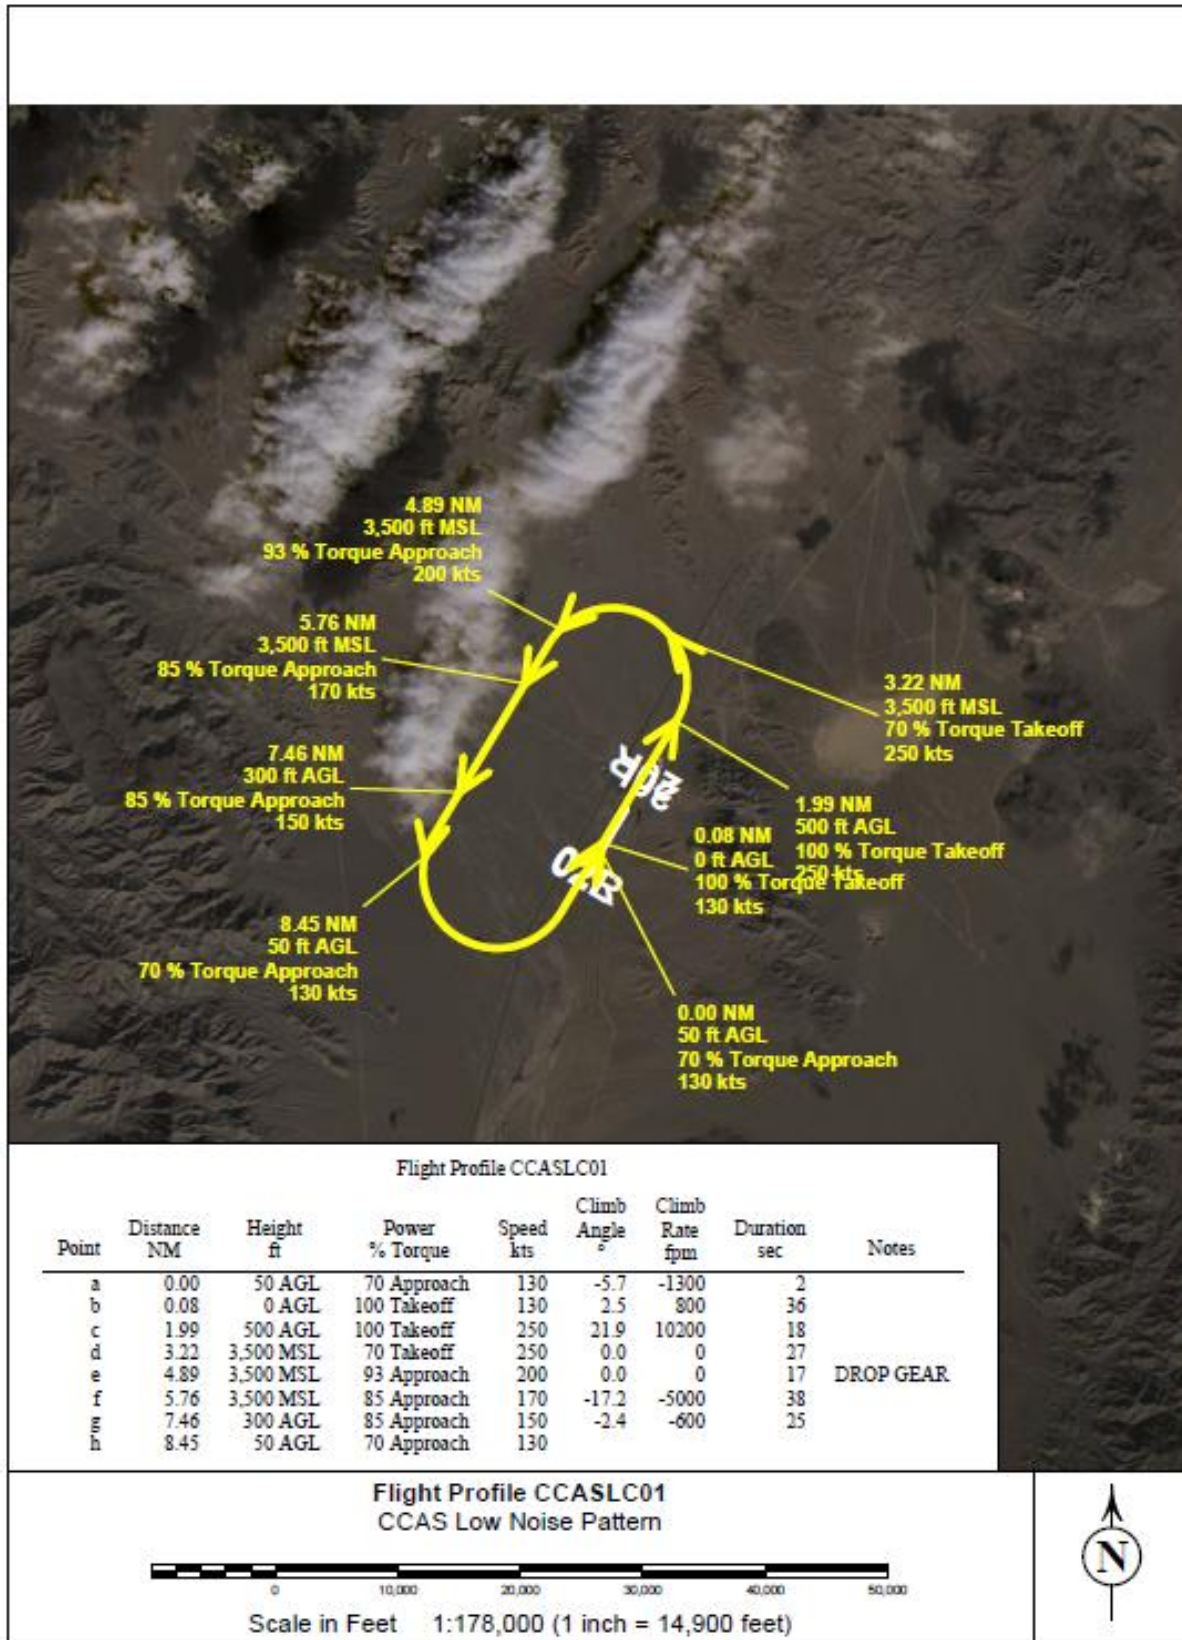 4.89 NM
3,500 ft MSL
93 % Torque Approach
200 kts
5.76 NM
3,500 ft MSL
85 % Torque Approach
170 kts
3.22 NM
3,500 ft MSL
70 % Torque Takeoff
250 kts
7.46 NM
300 ft AGL
85 % Torque Approach
150 kts
1.99 NM
500 ft AGL
100 % Torque Takeoff
250 kts
0.08 NM
0 ft AGL
100 % Torque Takeoff
130 kts
8.45 NM
50 ft AGL
70 % Torque Approach
130 kts
0.00 NM
50 ft AGL
70 % Torque Approach
130 kts
Flight Profile CCASLC01
Point Distance NM Height ft Power % Torque Speed kts Climb Angle ° Climb Rate fpm Duration sec Notes
a 0.00 50 AGL 70 Approach 130 -5.7 -1300 2
b 0.08 0 AGL 100 Takeoff 130 2.5 800 36
c 1.99 500 AGL 100 Takeoff 250 21.9 10200 18
d 3.22 3,500 MSL 70 Takeoff 250 0.0 0 27
e 4.89 3,500 MSL 93 Approach 200 0.0 0 17 DROP GEAR
f 5.76 3,500 MSL 85 Approach 170 -17.2 -5000 38
g 7.46 300 AGL 85 Approach 150 -2.4 -600 25
h 8.45 50 AGL 70 Approach 130
Flight Profile CCASLC01
CCAS Low Noise Pattern
0 10,000 20,000 30,000 40,000 50,000
Scale in Feet 1:178,000 (1 inch = 14,900 feet)
N